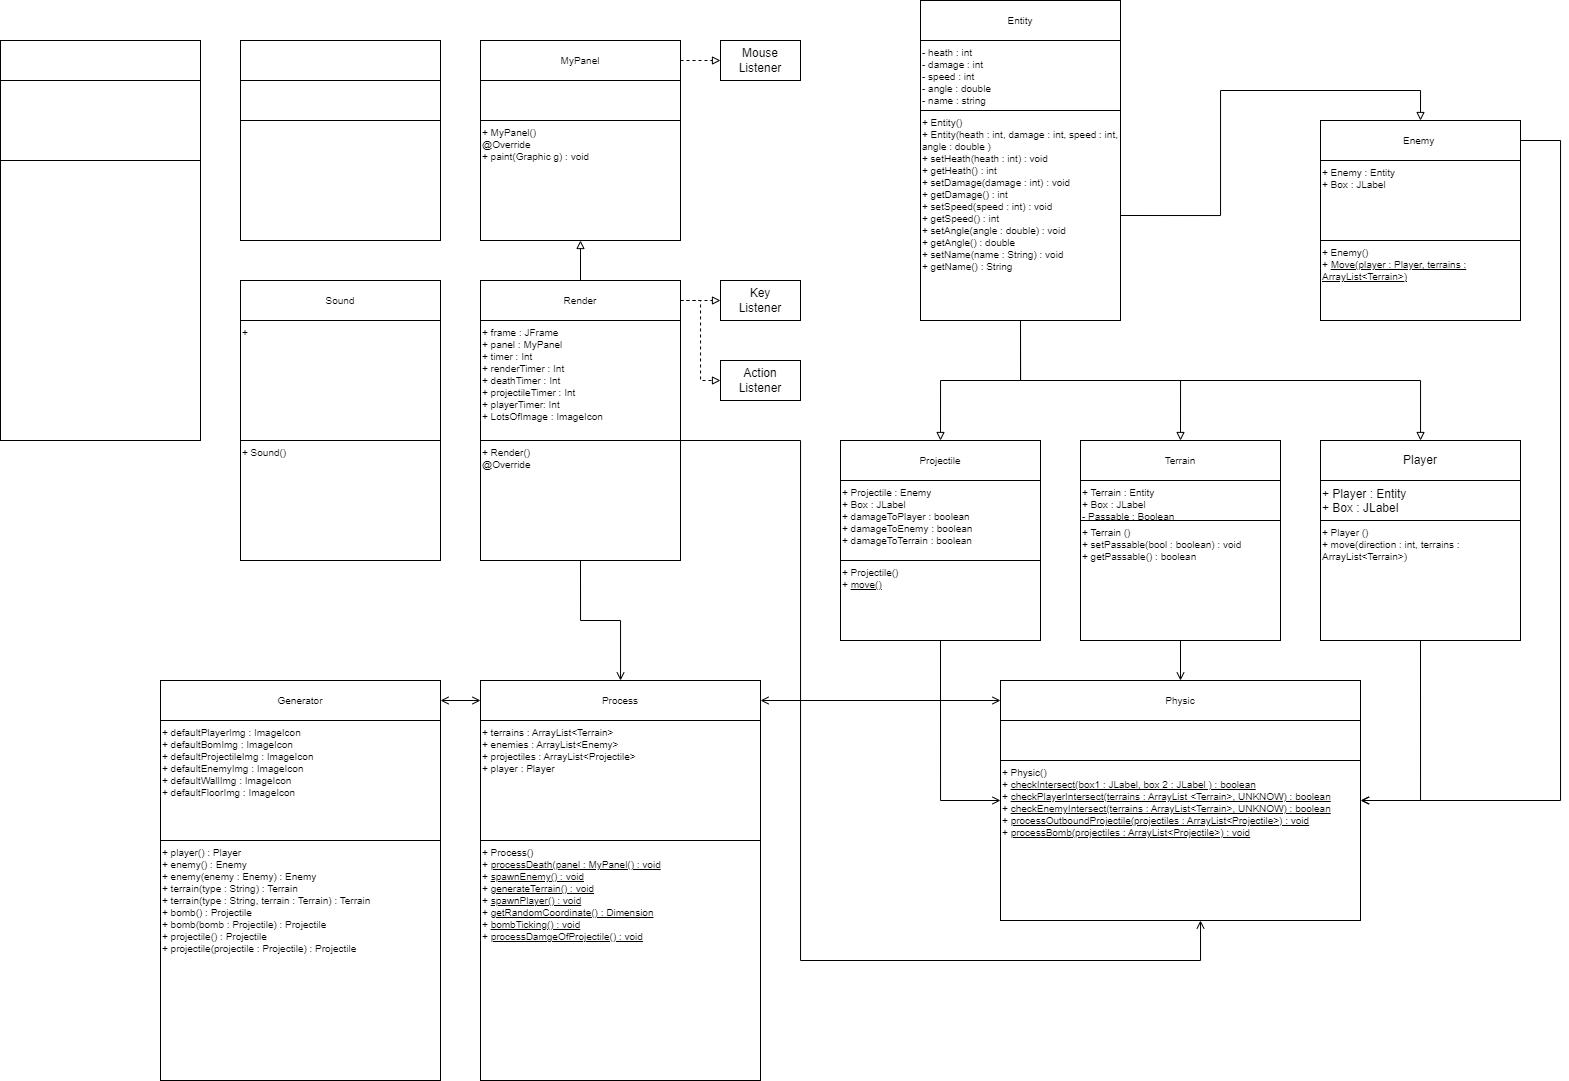 Entity
- heath : int
- damage : int
- speed : int
- angle : double
- name : string
+ Entity()
+ Entity(heath : int, damage : int, speed : int,
angle : double )
+ setHeath(heath : int) : void
+ getHeath() : int
+ setDamage(damage : int) : void
+ getDamage() : int
+ setSpeed(speed : int) : void
+ getSpeed() : int
+ setAngle(angle : double) : void
+ getAngle() : double
+ setName(name : String) : void
+ getName() : String
MyPanel
+ MyPanel()
@Override
+ paint(Graphic g) : void
Mouse
Listener
Enemy
+ Enemy : Entity
+ Box : JLabel
+ Enemy()
+ Move(player : Player, terrains :
ArrayList<Terrain>)
Sound
+
+ Sound()
Render
+ frame : JFrame
+ panel : MyPanel
+ timer : Int
+ renderTimer : Int
+ deathTimer : Int
+ projectileTimer : Int
+ playerTimer: Int
+ LotsOfImage : ImageIcon
+ Render()
@Override
Key
Listener
Action
Listener
Projectile
+ Projectile : Enemy
+ Box : JLabel
+ damageToPlayer : boolean
+ damageToEnemy : boolean
+ damageToTerrain : boolean
+ Projectile()
+ move()
Terrain
+ Terrain : Entity
+ Box : JLabel
- Passable : Boolean
+ Terrain ()
+ setPassable(bool : boolean) : void
+ getPassable() : boolean
Player
+ Player : Entity
+ Box : JLabel
+ Player ()
+ move(direction : int, terrains :
ArrayList<Terrain>)
Generator
+ defaultPlayerImg : ImageIcon
+ defaultBomImg : ImageIcon
+ defaultProjectileImg : ImageIcon
+ defaultEnemyImg : ImageIcon
+ defaultWallImg : ImageIcon
+ defaultFloorImg : ImageIcon
+ player() : Player
+ enemy() : Enemy
+ enemy(enemy : Enemy) : Enemy
+ terrain(type : String) : Terrain
+ terrain(type : String, terrain : Terrain) : Terrain
+ bomb() : Projectile
+ bomb(bomb : Projectile) : Projectile
+ projectile() : Projectile
+ projectile(projectile : Projectile) : Projectile
Process
+ terrains : ArrayList<Terrain>
+ enemies : ArrayList<Enemy>
+ projectiles : ArrayList<Projectile>
+ player : Player
+ Process()
+ processDeath(panel : MyPanel() : void
+ spawnEnemy() : void
+ generateTerrain() : void
+ spawnPlayer() : void
+ getRandomCoordinate() : Dimension
+ bombTicking() : void
+ processDamgeOfProjectile() : void
Physic
+ Physic()
+ checkIntersect(box1 : JLabel, box 2 : JLabel ) : boolean
+ checkPlayerIntersect(terrains : ArrayList <Terrain>, UNKNOW) : boolean
+ checkEnemyIntersect(terrains : ArrayList<Terrain>, UNKNOW) : boolean
+ processOutboundProjectile(projectiles : ArrayList<Projectile>) : void
+ processBomb(projectiles : ArrayList<Projectile>) : void